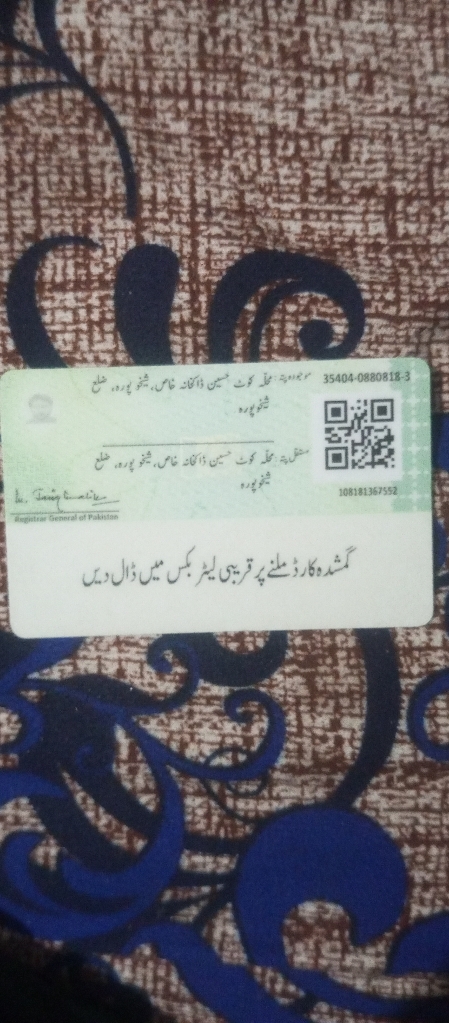 35404-0880818-3
موجودہ پتہ: محلہ کوٹ حسین ڈاکخانہ خاص، شیخوپورہ، ضلع
شیخوپورہ
مستقل پتہ: محلہ کوٹ حسین ڈاکخانہ خاص، شیخوپورہ، ضلع
شیخوپورہ
108181367552
Registrar General of Pakistan
گمشدہ کارڈ ملنے پر قریبی لیٹر بکس میں ڈال دیں